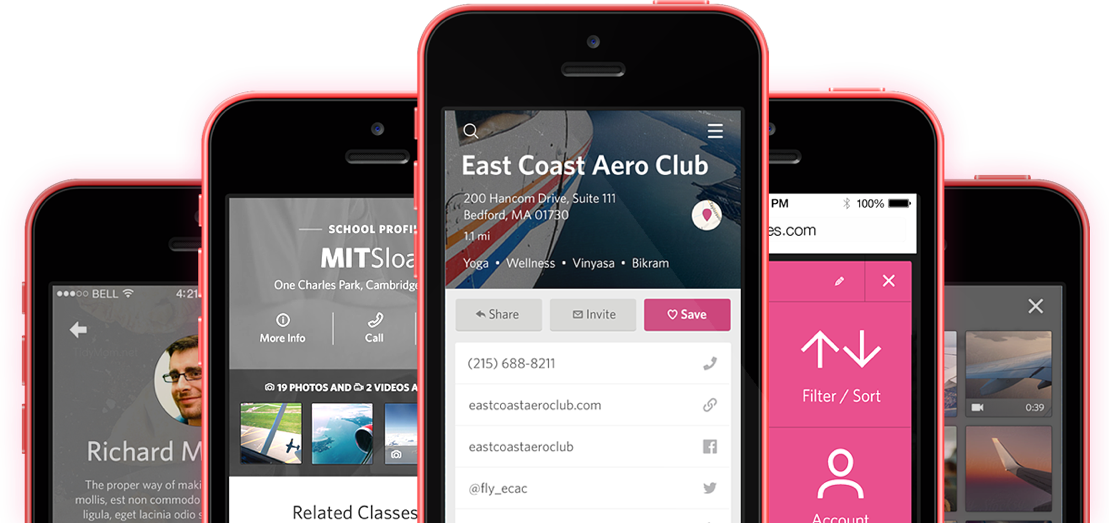 BELL 4:21
Richard M
The proper way of maki
mollis, est non commodo
ligula, eget lacinia odio s
SCHOOL PROFI
MITSloa
One Charles Park, Cambridge
More Info Call
19 PHOTOS AND 2 VIDEOS A
Related Classes
East Coast Aero Club
200 Hancom Drive, Suite 111
Bedford, MA 01730
1.1 mi
Yoga • Wellness • Vinyasa • Bikram
Share Invite Save
(215) 688-8211
eastcoastaeroclub.com
eastcoastaeroclub
@fly_ecac
PM 100%
es.com
Filter / Sort
Account
0:39